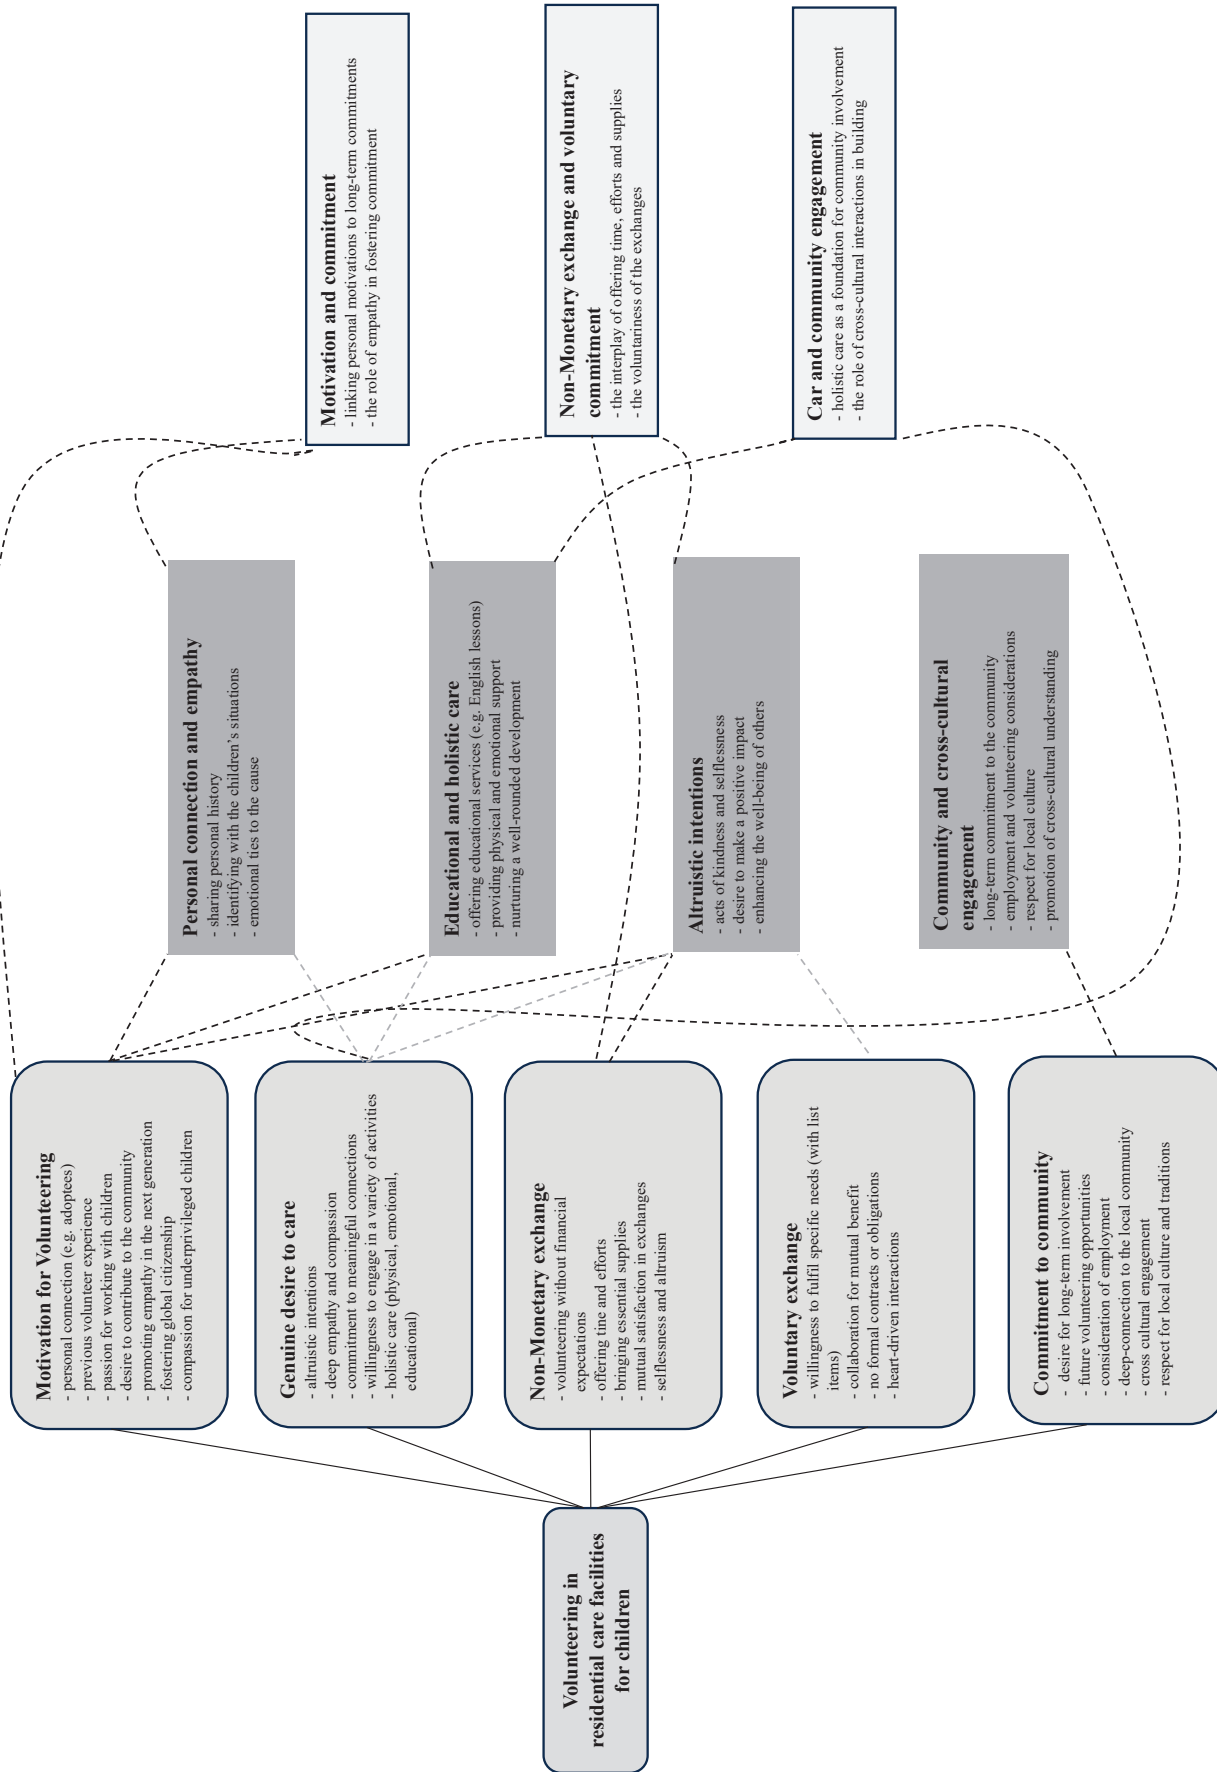 Volunteering in
residential care facilities
for children
Motivation for Volunteering
- personal connection (e.g. adoptees)
- previous volunteer experience
- passion for working with children
- desire to contribute to the community
- promoting empathy in the next generation
- fostering global citizenship
- compassion for underprivileged children
Genuine desire to care
- altruistic intentions
- deep empathy and compassion
- commitment to meaningful connections
- willingness to engage in a variety of activities
- holistic care (physical, emotional,
educational)
Non-Monetary exchange
- volunteering without financial
expectations
- offering tine and efforts
- bringing essential supplies
- mutual satisfaction in exchanges
- selflessness and altruism
Voluntary exchange
- willingness to fulfil specific needs (with list
items)
- collaboration for mutual benefit
- no formal contracts or obligations
- heart-driven interactions
Commitment to community
- desire for long-term involvement
- future volunteering opportunities
- consideration of employment
- deep-connection to the local community
- cross cultural engagement
- respect for local culture and traditions
Personal connection and empathy
- sharing personal history
- identifying with the children's situations
- emotional ties to the cause
Educational and holistic care
- offering educational services (e.g. English lessons)
- providing physical and emotional support
- nurturing a well-rounded development
Altruistic intentions
- acts of kindness and selflessness
- desire to make a positive impact
- enhancing the well-being of others
Community and cross-cultural
engagement
- long-term commitment to the community
- employment and volunteering considerations
- respect for local culture
- promotion of cross-cultural understanding
Motivation and commitment
- linking personal motivations to long-term commitments
- the role of empathy in fostering commitment
Non-Monetary exchange and voluntary
commitment
- the interplay of offering time, efforts and supplies
- the voluntariness of the exchanges
Car and community engagement
- holistic care as a foundation for community involvement
- the role of cross-cultural interactions in building